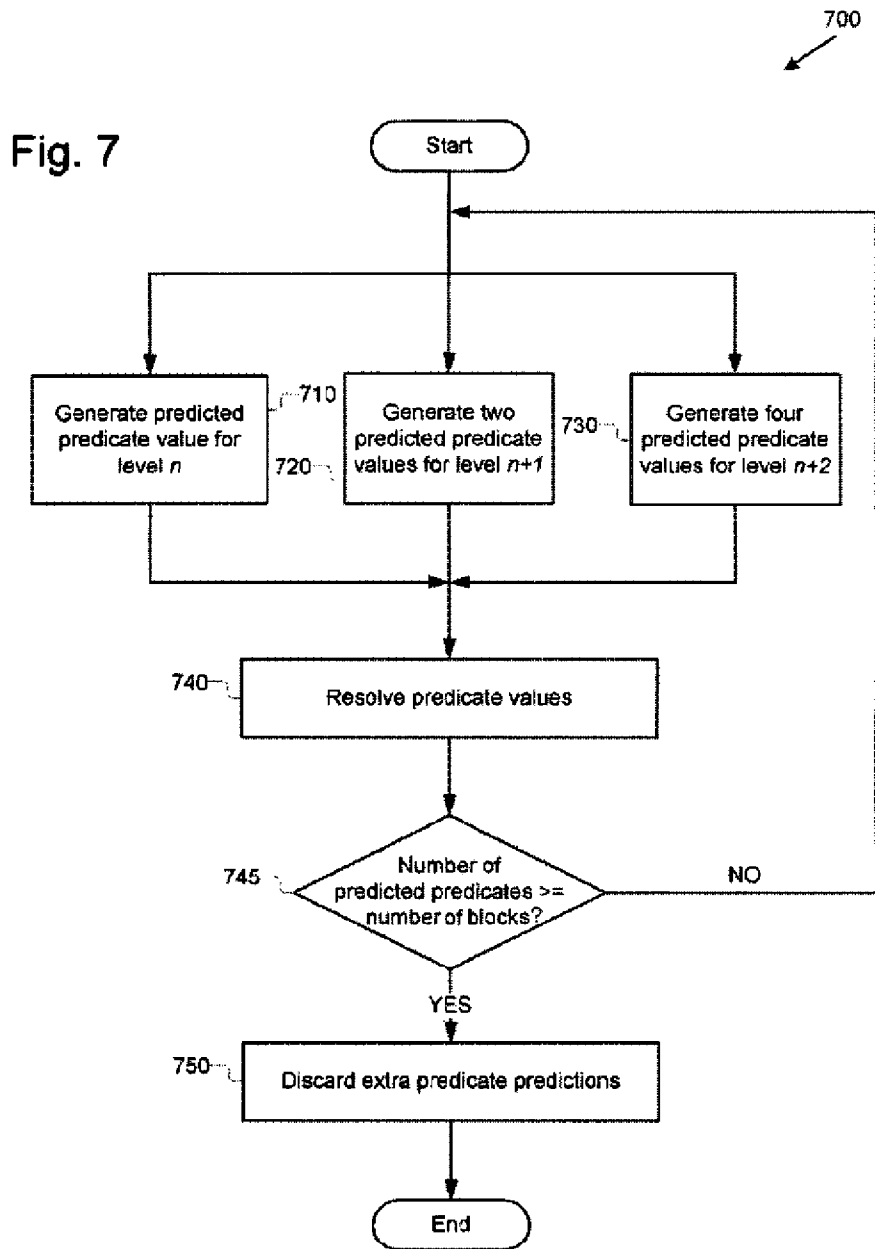 700
Fig. 7
Start
Generate predicted
predicate value for
level n
710
Generate two
predicted predicate
values for level n+1
720
Generate four
predicted predicate
values for level n+2
730
740
Resolve predicate values
745
Number of
predicted predicates >=
number of blocks?
NO
YES
750
Discard extra predicate predictions
End